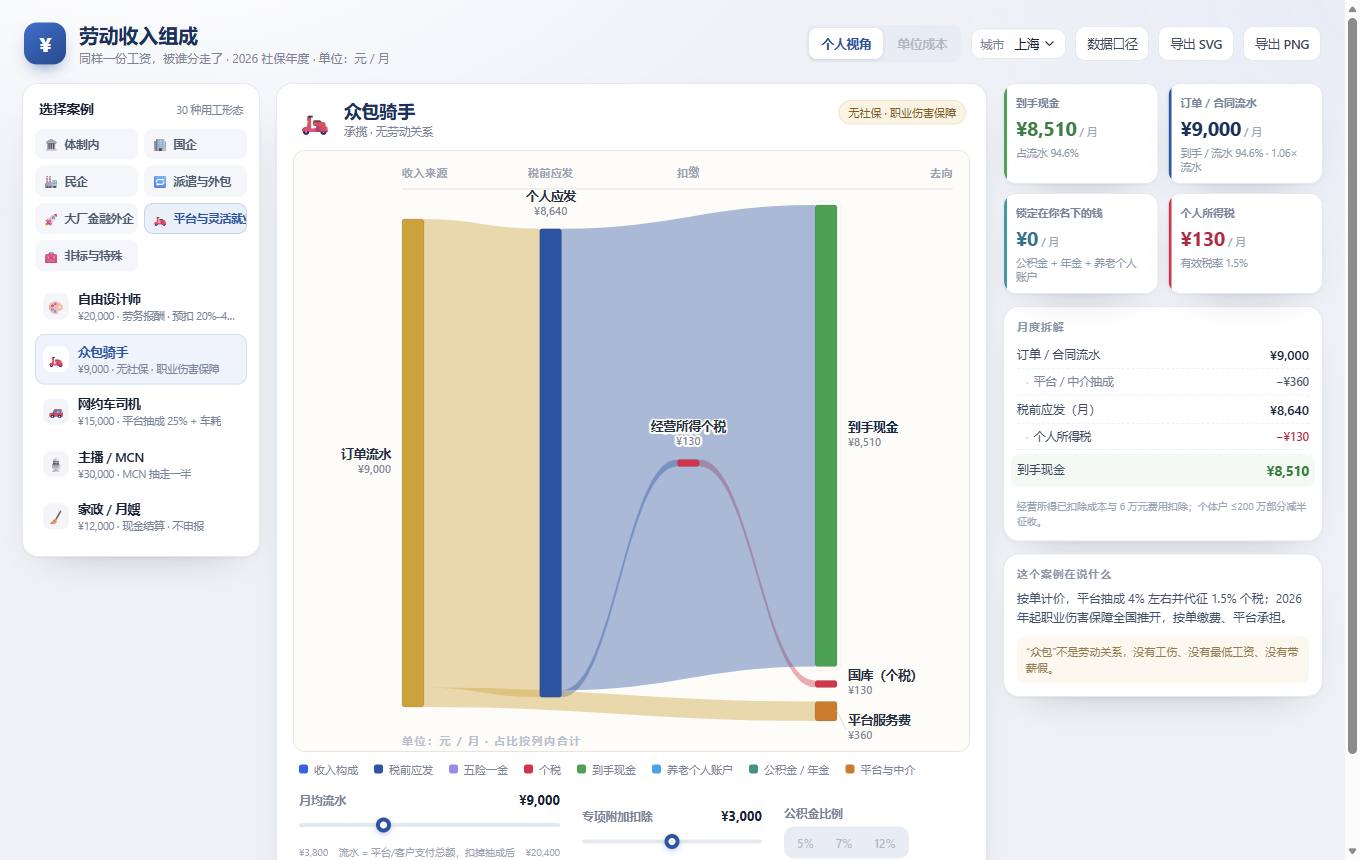 ¥
劳动收入组成
同样一份工资，被谁分走了 · 2026 社保年度 · 单位：元 / 月
个人视角
单位成本
城市 上海
数据口径
导出 SVG
导出 PNG
选择案例
30 种用工形态
体制内
国企
民企
派遣与外包
大厂金融外企
平台与灵活就业
非标与特殊
自由设计师
¥20,000 · 劳务报酬 · 预扣 20%–4...
众包骑手
¥9,000 · 无社保 · 职业伤害保障
网约车司机
¥15,000 · 平台抽成 25% + 车耗
主播 / MCN
¥30,000 · MCN 抽走一半
家政 / 月嫂
¥12,000 · 现金结算 · 不申报
众包骑手
承揽 · 无劳动关系
无社保 · 职业伤害保障
收入来源
税前应发
扣缴
去向
个人应发
¥8,640
订单流水
¥9,000
经营所得个税
¥130
到手现金
¥8,510
国库（个税）
¥130
平台服务费
¥360
单位：元 / 月 · 占比按列内合计
收入构成
税前应发
五险一金
个税
到手现金
养老个人账户
公积金 / 年金
平台与中介
月均流水
¥9,000
¥3,800
流水 = 平台/客户支付总额，扣掉抽成后
¥20,400
专项附加扣除
¥3,000
公积金比例
5%
7%
12%
到手现金
¥8,510 / 月
占流水 94.6%
订单 / 合同流水
¥9,000 / 月
到手 / 流水 94.6% · 1.06×
流水
锁定在你名下的钱
¥0 / 月
公积金 + 年金 + 养老个人
账户
个人所得税
¥130 / 月
有效税率 1.5%
月度拆解
订单 / 合同流水
¥9,000
· 平台 / 中介抽成
−¥360
税前应发（月）
¥8,640
· 个人所得税
−¥130
到手现金
¥8,510
经营所得已扣除成本与 6 万元费用扣除；个体户 ≤200 万部分减半
征收。
这个案例在说什么
按单计价，平台抽成 4% 左右并代征 1.5% 个税；2026
年起职业伤害保障全国推开，按单缴费、平台承担。
“众包”不是劳动关系，没有工伤、没有最低工资、没有带
薪假。